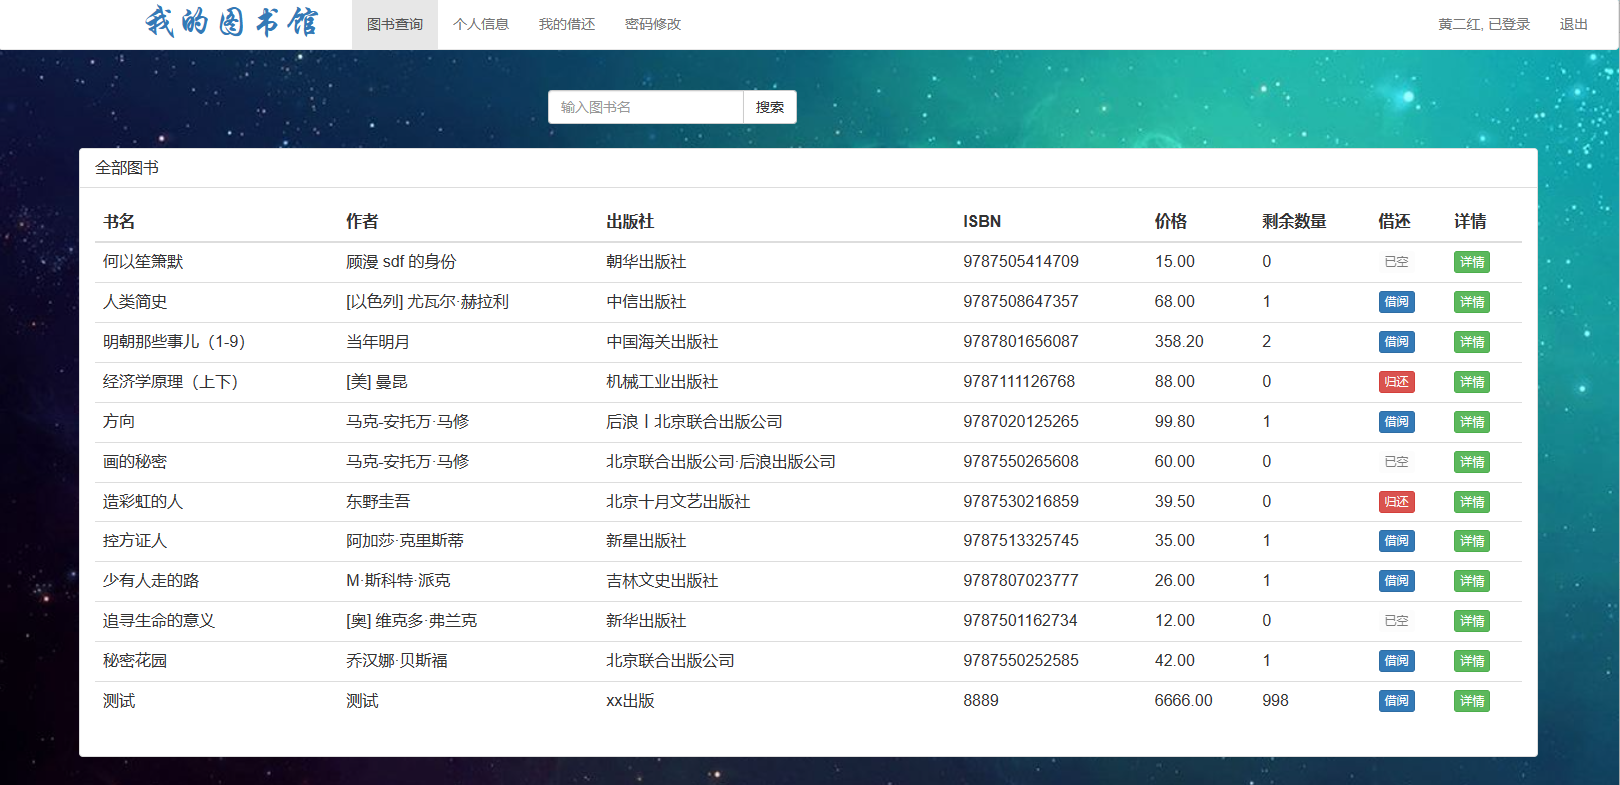 我的图书馆 图书查询 个人信息 我的借还 密码修改 黄二红, 已登录 退出
输入图书名 搜索
全部图书
书名 作者 出版社 ISBN 价格 剩余数量 借还 详情
何以笙箫默 顾漫 sdf 的身份 朝华出版社 9787505414709 15.00 0 已空 详情
人类简史 [以色列] 尤瓦尔·赫拉利 中信出版社 9787508647357 68.00 1 借阅 详情
明朝那些事儿（1-9） 当年明月 中国海关出版社 9787801656087 358.20 2 借阅 详情
经济学原理（上下） [美] 曼昆 机械工业出版社 9787111126768 88.00 0 归还 详情
方向 马克-安托万·马修 后浪丨北京联合出版公司 9787020125265 99.80 1 借阅 详情
画的秘密 马克-安托万·马修 北京联合出版公司·后浪出版公司 9787550265608 60.00 0 已空 详情
造彩虹的人 东野圭吾 北京十月文艺出版社 9787530216859 39.50 0 归还 详情
控方证人 阿加莎·克里斯蒂 新星出版社 9787513325745 35.00 1 借阅 详情
少有人走的路 M·斯科特·派克 吉林文史出版社 9787807023777 26.00 1 借阅 详情
追寻生命的意义 [奥] 维克多·弗兰克 新华出版社 9787501162734 12.00 0 已空 详情
秘密花园 乔汉娜·贝斯福 北京联合出版公司 9787550252585 42.00 1 借阅 详情
测试 测试 xx出版 8889 6666.00 998 借阅 详情